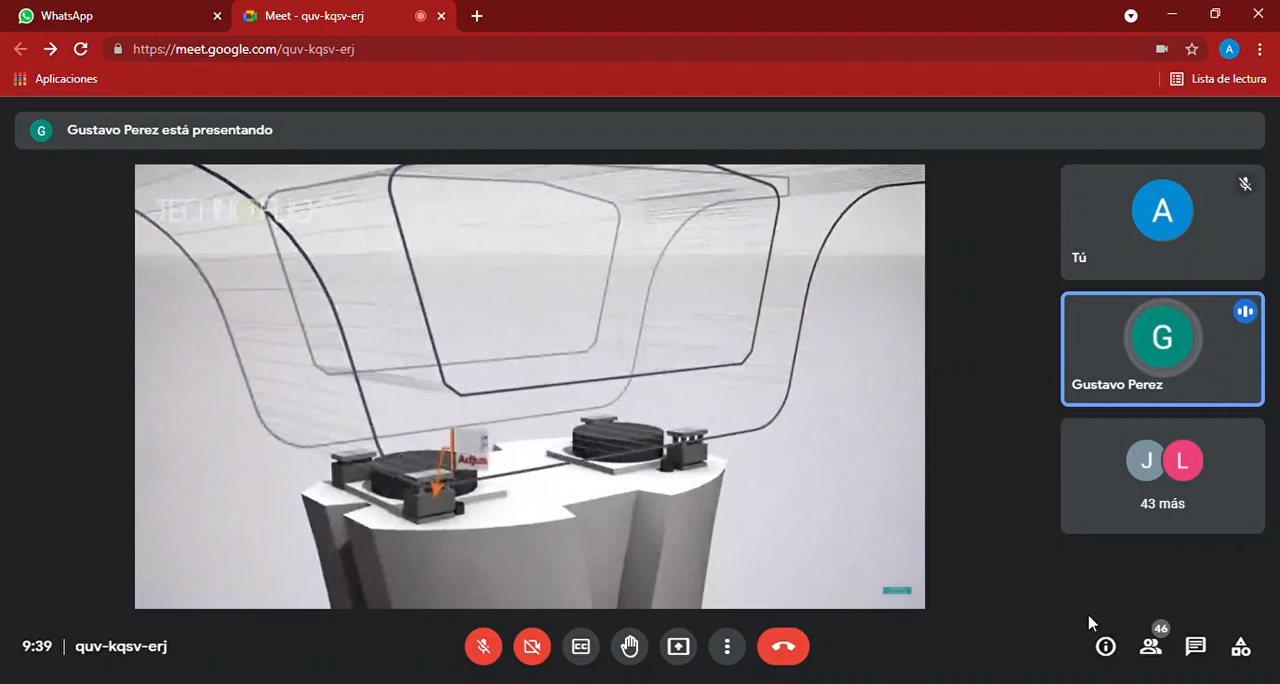 WhatsApp
Meet - quv-kqsv-erj
https://meet.google.com/quv-kqsv-erj
A
Aplicaciones
Lista de lectura
G
Gustavo Perez está presentando
A
Tú
G
Gustavo Perez
J L
43 más
9:39 | quv-kqsv-erj
CC
46